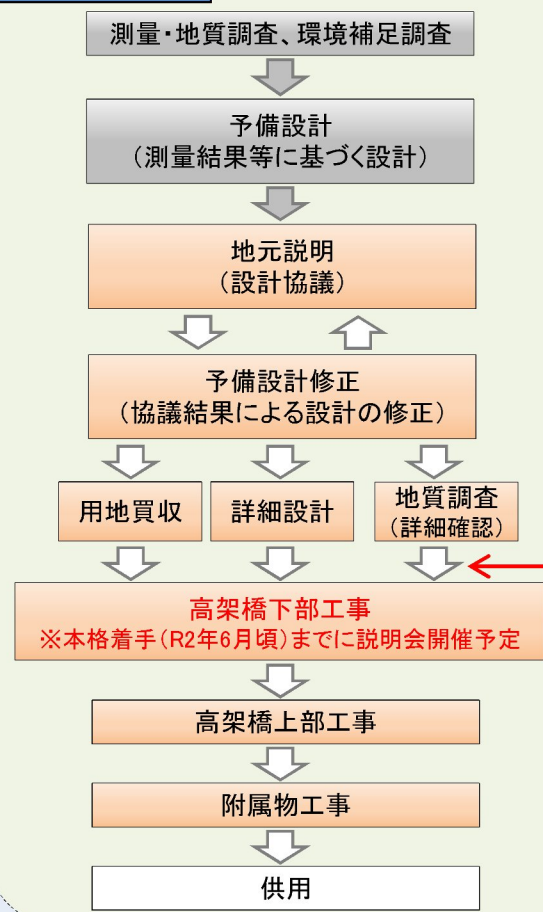 測量・地質調査、環境補足調査
予備設計
（測量結果等に基づく設計）
地元説明
（設計協議）
予備設計修正
（協議結果による設計の修正）
用地買収
詳細設計
地質調査
（詳細確認）
高架橋下部工事
※本格着手（R2年6月頃）までに説明会開催予定
高架橋上部工事
附属物工事
供用